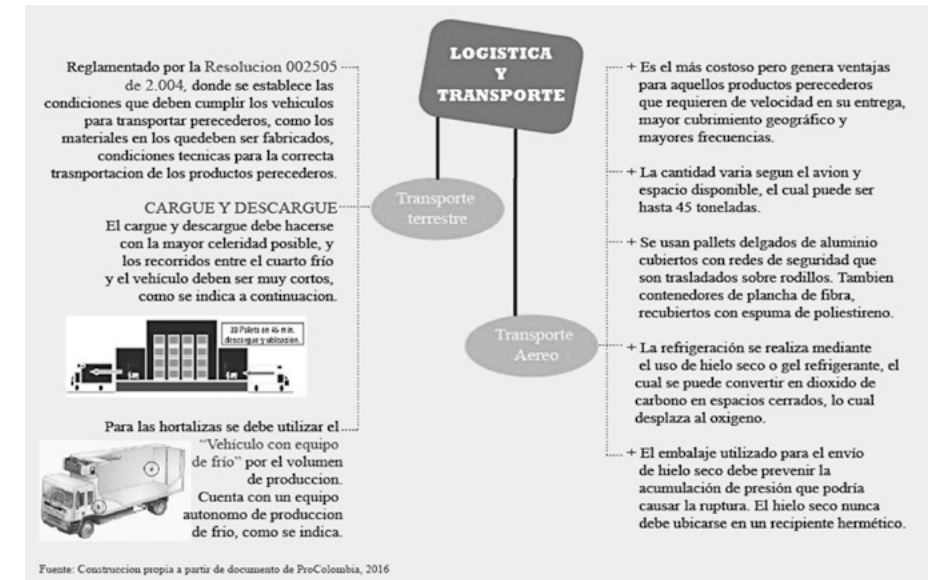 LOGISTICA
Y
TRANSPORTE
Reglamentado por la Resolucion 002505
de 2.004, donde se establece las
condiciones que deben cumplir los vehiculos
para transportar perecederos, como los
materiales en los quedeben ser fabricados,
condiciones tecnicas para la correcta
trasnportacion de los productos perecederos.
Transporte
terrestre
CARGUE Y DESCARGUE
El cargue y descargue debe hacerse
con la mayor celeridad posible, y
los recorridos entre el cuarto frío
y el vehículo deben ser muy cortos,
como se indica a continuacion.
Palets en 45 min.
descargue y ubicación.
Para las hortalizas se debe utilizar el
"Vehículo con equipo
de frío" por el volumen
de produccion.
Cuenta con un equipo
autonomo de produccion
de frio, como se indica.
+ Es el más costoso pero genera ventajas
para aquellos productos perecederos
que requieren de velocidad en su entrega,
mayor cubrimiento geográfico y
mayores frecuencias.
+ La cantidad varia segun el avion y
espacio disponible, el cual puede ser
hasta 45 toneladas.
+ Se usan pallets delgados de aluminio
cubiertos con redes de seguridad que
son trasladados sobre rodillos. Tambien
contenedores de plancha de fibra,
recubiertos con espuma de poliestireno.
Transporte
Aereo
+ La refrigeración se realiza mediante
el uso de hielo seco o gel refrigerante, el
cual se puede convertir en dioxido de
carbono en espacios cerrados, lo cual
desplaza al oxigeno.
+ El embalaje utilizado para el envío
de hielo seco debe prevenir la
acumulación de presión que podría
causar la ruptura. El hielo seco nunca
debe ubicarse en un recipiente hermético.
Fuente: Construccion propia a partir de documento de ProColombia, 2016